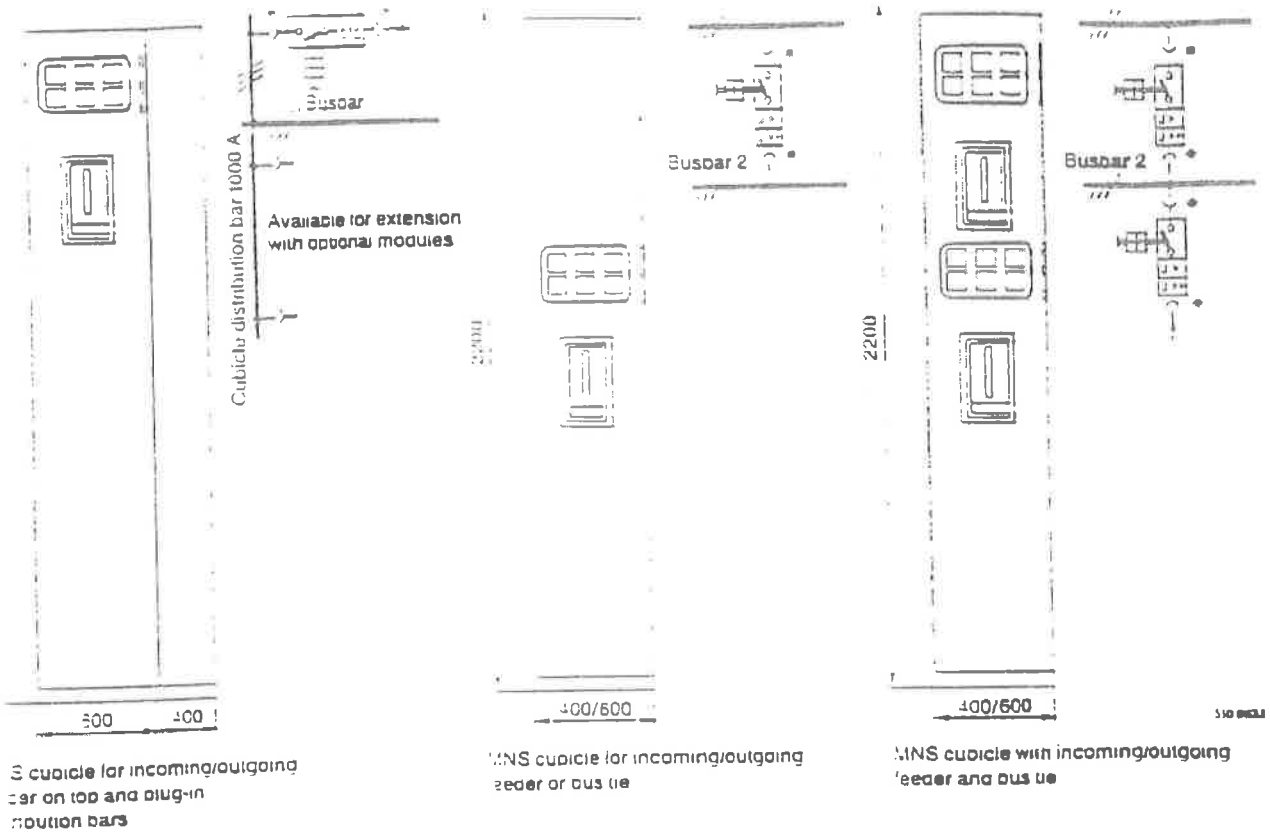 Busbar
Cubicle distribution bar 1000 A
Available for extension
with optional modules
Busbar 2
2200
Busbar 2
2200
400
400/600
400/600
cubicle for incoming/outgoing
on top and plug-in
bars
MNS cubicle for incoming/outgoing
feeder or bus tie
MNS cubicle with incoming/outgoing
feeder and bus tie